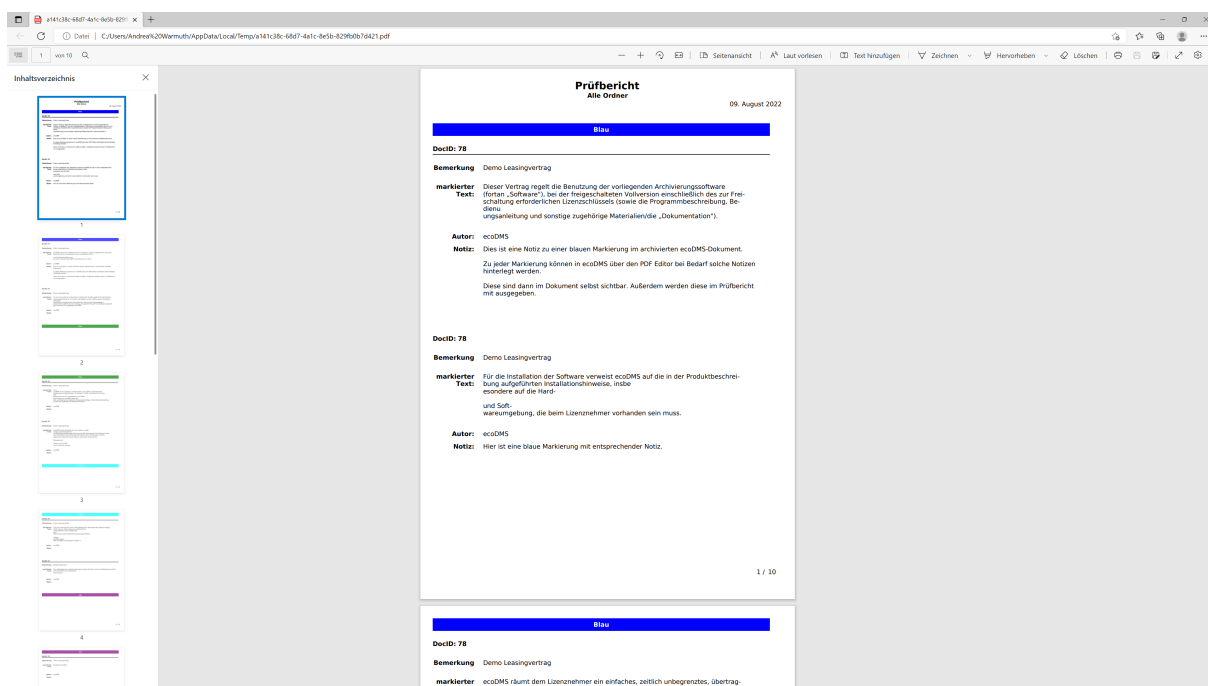 a141c38c-68d7-4a1c-8e5b-829f
Datei | C:/Users/Andrea%20Warmuth/AppData/Local/Temp/a141c38c-68d7-4a1c-8e5b-829fb0b7d421.pdf
1 von 10
Seitenansicht
Laut vorlesen
Text hinzufügen
Zeichnen
Hervorheben
Löschen
Inhaltsverzeichnis
1
2
3
4
Prüfbericht
Alle Ordner
09. August 2022
Blau
DocID: 78
Bemerkung Demo Leasingvertrag
markierter Text: Dieser Vertrag regelt die Benutzung der vorliegenden Archivierungssoftware
(fortan „Software"), bei der freigeschalteten Vollversion einschließlich des zur Frei-
schaltung erforderlichen Lizenzschlüssels (sowie die Programmbeschreibung, Be-
dienu
ungsanleitung und sonstige zugehörige Materialien/die „Dokumentation").
Autor: ecoDMS
Notiz: Dies ist eine Notiz zu einer blauen Markierung im archivierten ecoDMS-Dokument.
Zu jeder Markierung können in ecoDMS über den PDF Editor bei Bedarf solche Notizen
hinterlegt werden.
Diese sind dann im Dokument selbst sichtbar. Außerdem werden diese im Prüfbericht
mit ausgegeben.
DocID: 78
Bemerkung Demo Leasingvertrag
markierter Text: Für die Installation der Software verweist ecoDMS auf die in der Produktbeschrei-
bung aufgeführten Installationshinweise, insbe
esondere auf die Hard-
und Soft-
wareumgebung, die beim Lizenznehmer vorhanden sein muss.
Autor: ecoDMS
Notiz: Hier ist eine blaue Markierung mit entsprechender Notiz.
1 / 10
Blau
DocID: 78
Bemerkung Demo Leasingvertrag
markierter ecoDMS räumt dem Lizenznehmer ein einfaches, zeitlich unbegrenztes, übertrag-